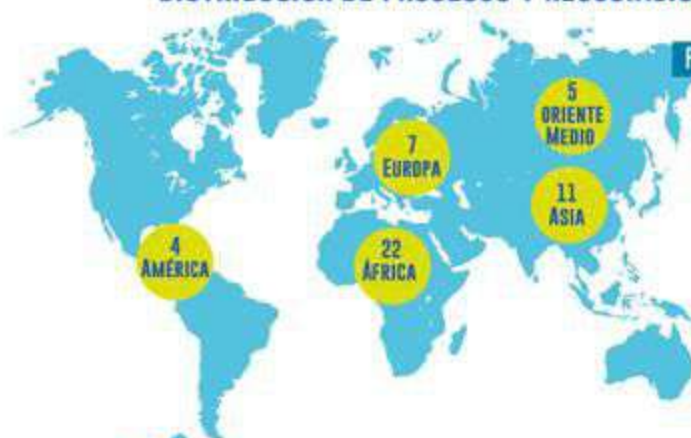 5
ORIENTE
MEDIO
7
EUROPA
11
ASIA
4
AMÉRICA
22
ÁFRICA